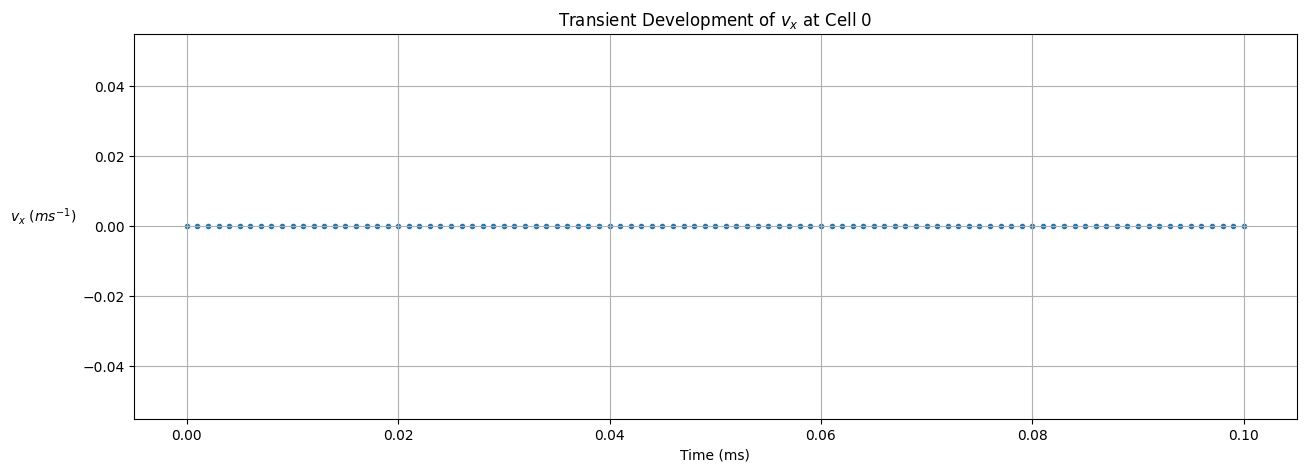 Transient Development of $v_x$ at Cell 0
0.04
0.02
0.00
−0.02
−0.04
$v_x$ ($ms^{-1}$)
0.00 0.02 0.04 0.06 0.08 0.10
Time (ms)